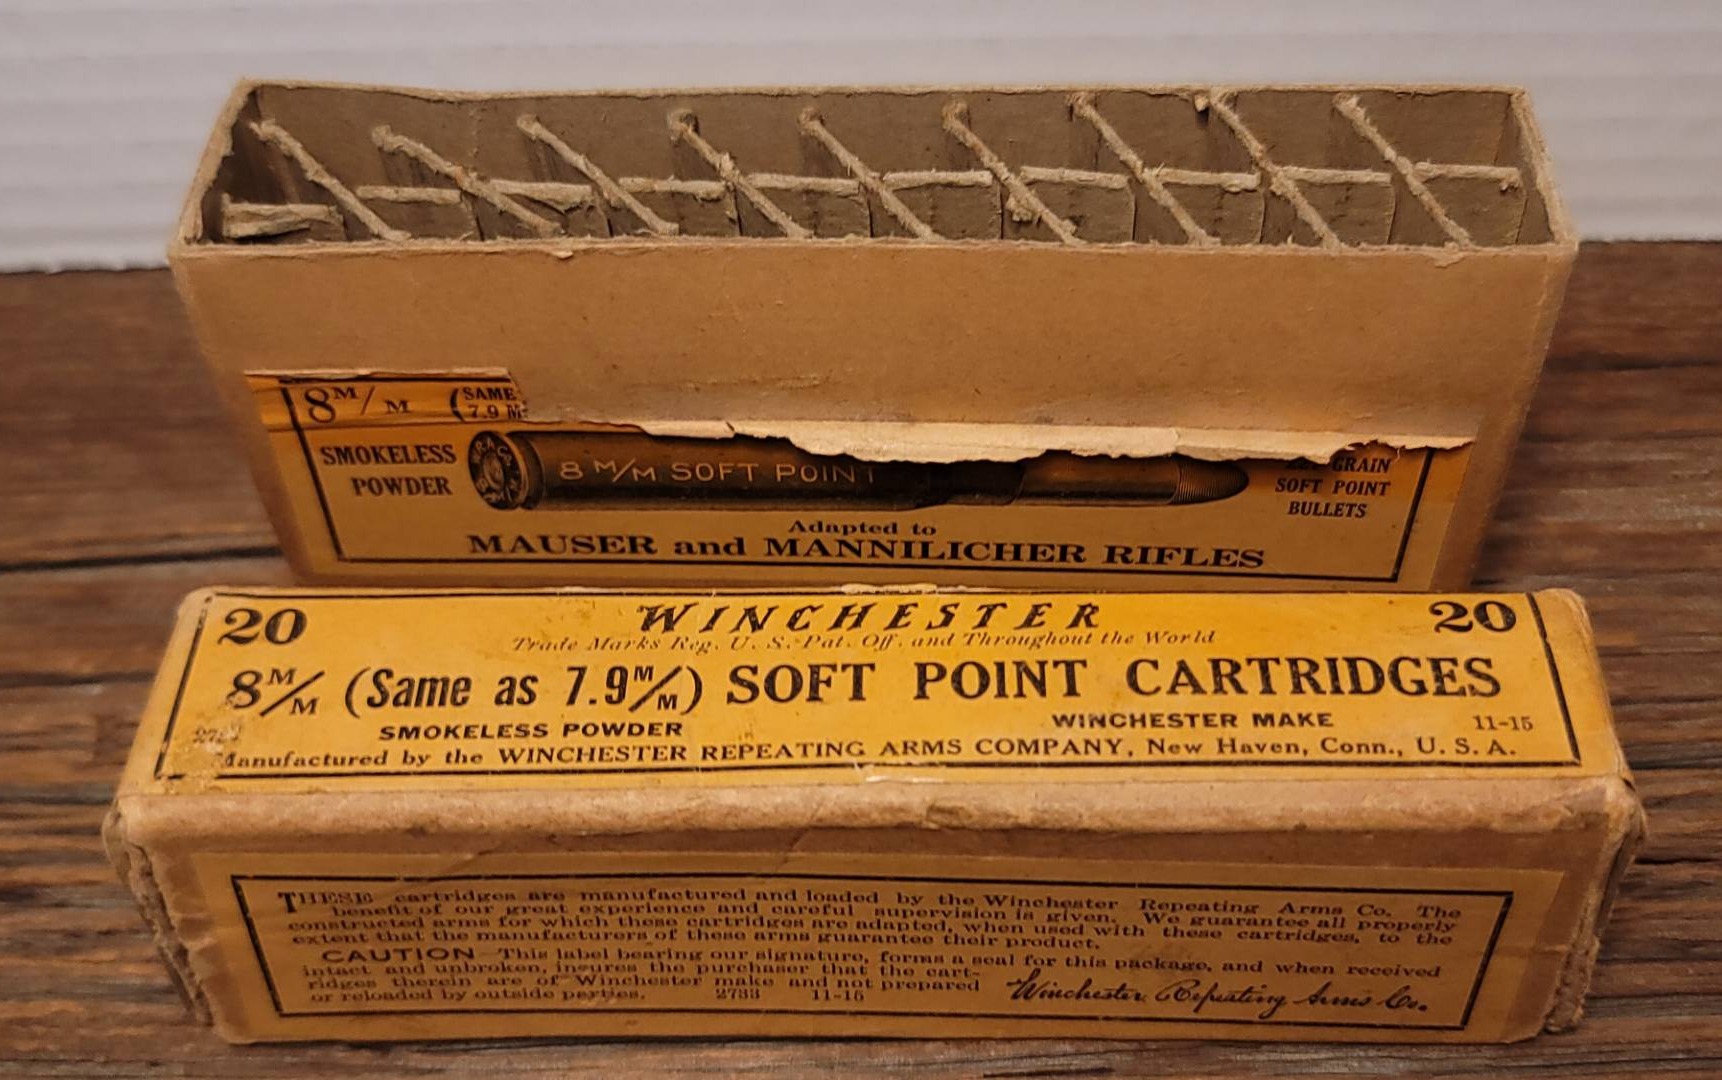 8 M/M (SAME
7.9 M
SMOKELESS
POWDER
8 M/M SOFT POINT
GRAIN
SOFT POINT
BULLETS
Adapted to
MAUSER and MANNILICHER RIFLES
20 WINCHESTER 20
Trade Marks Reg. U. S. Pat. Off. and Throughout the World
8 M/M (Same as 7.9 M/M) SOFT POINT CARTRIDGES
SMOKELESS POWDER WINCHESTER MAKE 11-15
Manufactured by the WINCHESTER REPEATING ARMS COMPANY, New Haven, Conn., U. S. A.
THESE cartridges are manufactured and loaded by the Winchester Repeating Arms Co. The
benefit of our great experience and careful supervision is given. We guarantee all properly
constructed arms for which these cartridges are adapted, when used with these cartridges, to the
extent that the manufacturers of these arms guarantee their product.
CAUTION This label bearing our signature, forms a seal for this package, and when received
intact and unbroken, insures the purchaser that the cart-
ridges therein are of Winchester make and not prepared
or reloaded by outside parties. 2733 11-15
Winchester Repeating Arms Co.